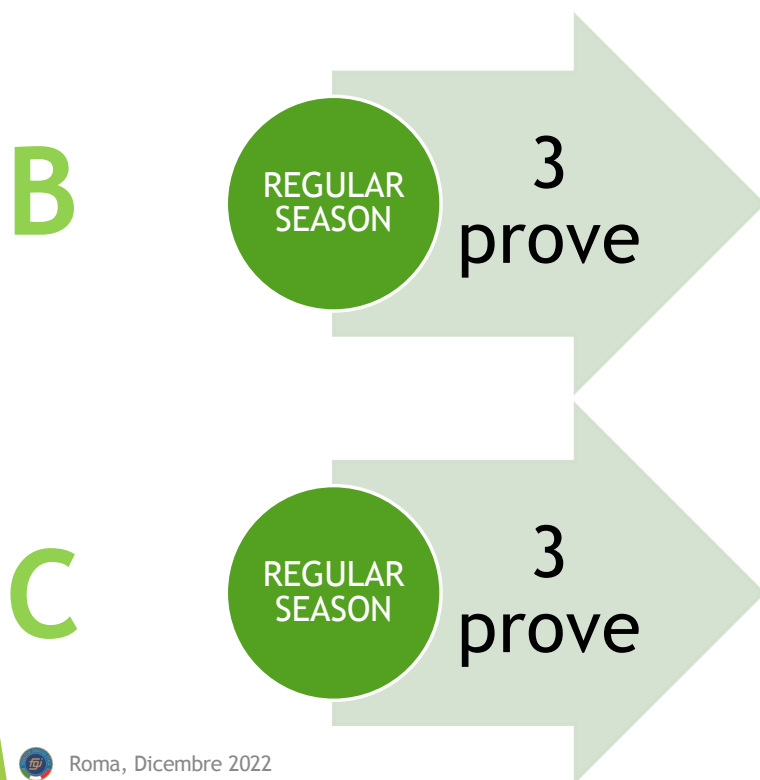 B
REGULAR
SEASON
3
prove
C
REGULAR
SEASON
3
prove
Roma, Dicembre 2022